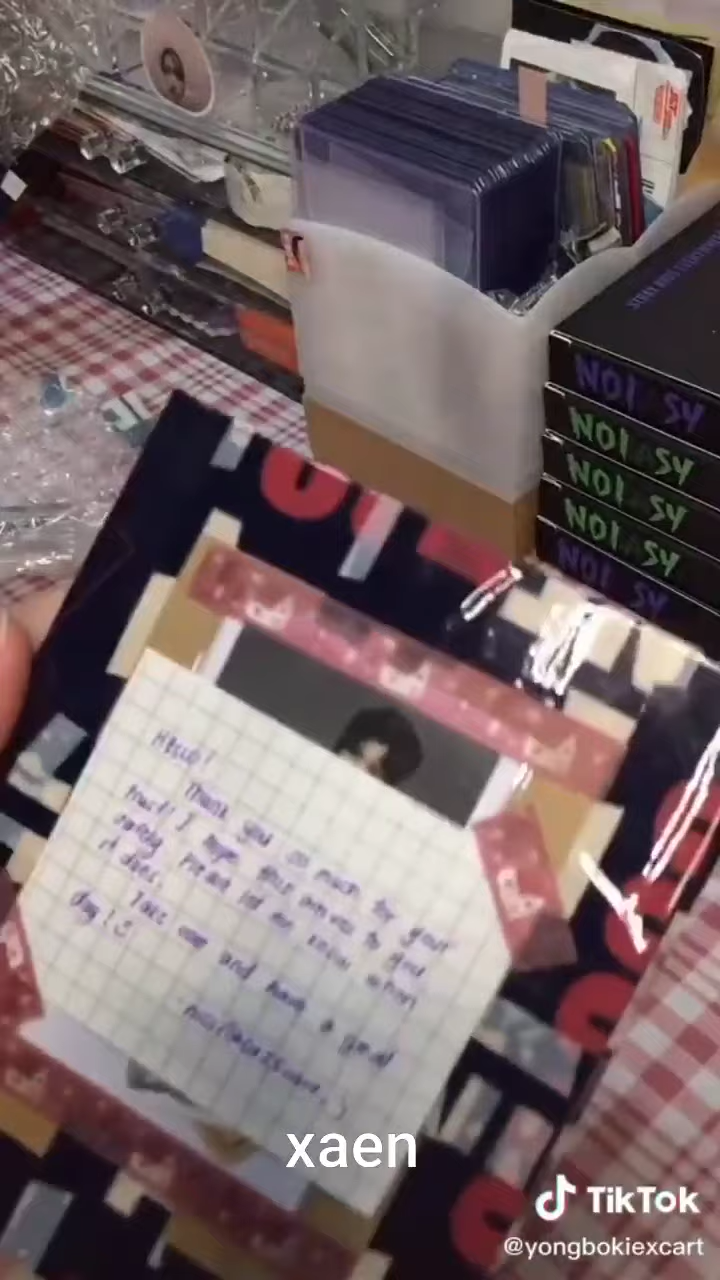 STRAY KIDS
NOI SY
NOI SY
NOI SY
NOI SY
NOI SY
Hello!
Thank you so much for your
trust! I hope this arrives to you
safely. Please let me know when
it does.
Take care and have a good
day! :)
xaen
TikTok
@yongbokiexcart